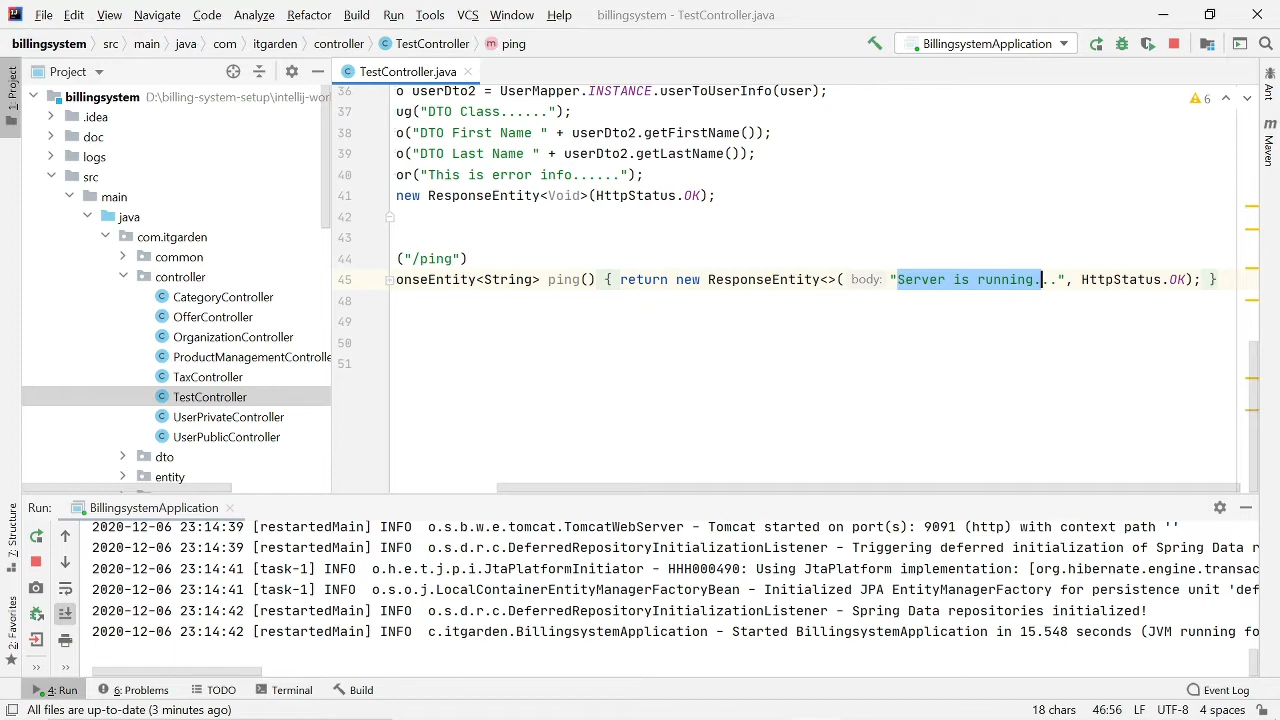 File Edit View Navigate Code Analyze Refactor Build Run Tools VCS Window Help billingsystem - TestController.java
billingsystem src main java com itgarden controller TestController ping BillingsystemApplication
1: Project
Project
TestController.java
billingsystem D:\billing-system-setup\intellij-wor
.idea
doc
logs
src
main
java
com.itgarden
common
controller
CategoryController
OfferController
OrganizationController
ProductManagementControlle
TaxController
TestController
UserPrivateController
UserPublicController
dto
entity
36 o userDto2 = UserMapper.INSTANCE.userToUserInfo(user);
37 ug("DTO Class......");
38 o("DTO First Name " + userDto2.getFirstName());
39 o("DTO Last Name " + userDto2.getLastName());
40 or("This is error info......");
41 new ResponseEntity<Void>(HttpStatus.OK);
42
43
44 ("/ping")
45 onseEntity<String> ping() { return new ResponseEntity<>( body: "Server is running...", HttpStatus.OK); }
48
49
50
51
6
Ant
Maven
Run: BillingsystemApplication
2020-12-06 23:14:39 [restartedMain] INFO o.s.b.w.e.tomcat.TomcatWebServer - Tomcat started on port(s): 9091 (http) with context path ''
2020-12-06 23:14:39 [restartedMain] INFO o.s.d.r.c.DeferredRepositoryInitializationListener - Triggering deferred initialization of Spring Data r
2020-12-06 23:14:41 [task-1] INFO o.h.e.t.j.p.i.JtaPlatformInitiator - HHH000490: Using JtaPlatform implementation: [org.hibernate.engine.transac
2020-12-06 23:14:41 [task-1] INFO o.s.o.j.LocalContainerEntityManagerFactoryBean - Initialized JPA EntityManagerFactory for persistence unit 'def
2020-12-06 23:14:42 [restartedMain] INFO o.s.d.r.c.DeferredRepositoryInitializationListener - Spring Data repositories initialized!
2020-12-06 23:14:42 [restartedMain] INFO c.itgarden.BillingsystemApplication - Started BillingsystemApplication in 15.548 seconds (JVM running fo
7: Structure
2: Favorites
4: Run 6: Problems TODO Terminal Build Event Log
All files are up-to-date (3 minutes ago) 18 chars 46:56 LF UTF-8 4 spaces